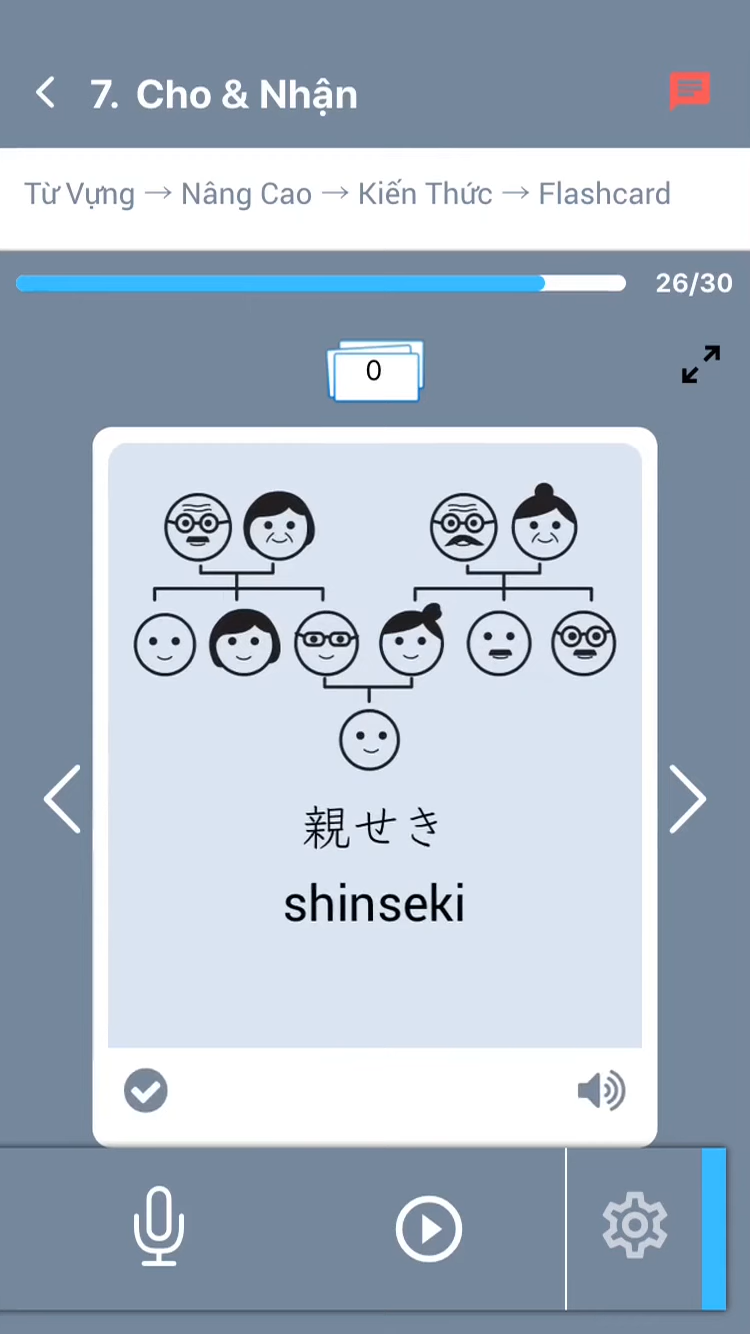 7. Cho & Nhận
Từ Vựng → Nâng Cao → Kiến Thức → Flashcard
26/30
0
親せき
shinseki